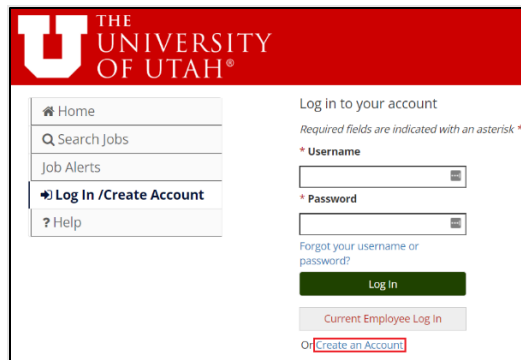 THE
UNIVERSITY
OF UTAH®
Home
Search Jobs
Job Alerts
Log In /Create Account
? Help
Log in to your account
Required fields are indicated with an asterisk *
* Username
* Password
Forgot your username or
password?
Log In
Current Employee Log In
Or Create an Account